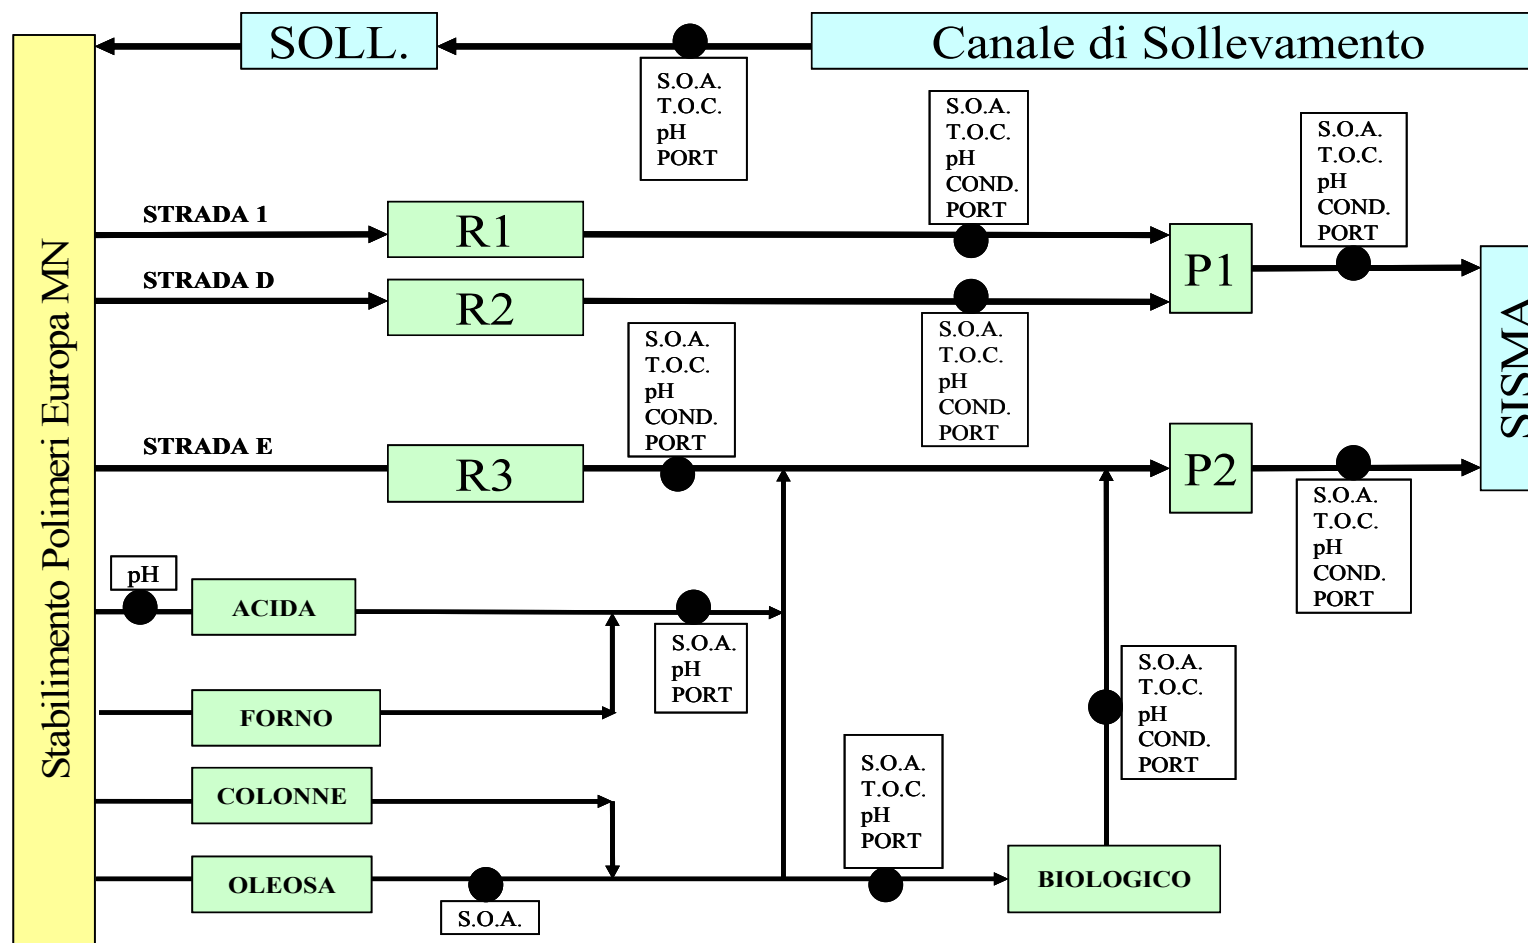 SOLL.
Canale di Sollevamento
S.O.A.
T.O.C.
pH
PORT
S.O.A.
T.O.C.
pH
COND.
PORT
S.O.A.
T.O.C.
pH
COND.
PORT
Stabilimento Polimeri Europa MN
STRADA 1
R1
STRADA D
R2
P1
S.O.A.
T.O.C.
pH
COND.
PORT
S.O.A.
T.O.C.
pH
COND.
PORT
SISMA
STRADA E
R3
P2
S.O.A.
T.O.C.
pH
COND.
PORT
pH
ACIDA
S.O.A.
pH
PORT
FORNO
S.O.A.
T.O.C.
pH
COND.
PORT
COLONNE
S.O.A.
T.O.C.
pH
PORT
OLEOSA
S.O.A.
BIOLOGICO